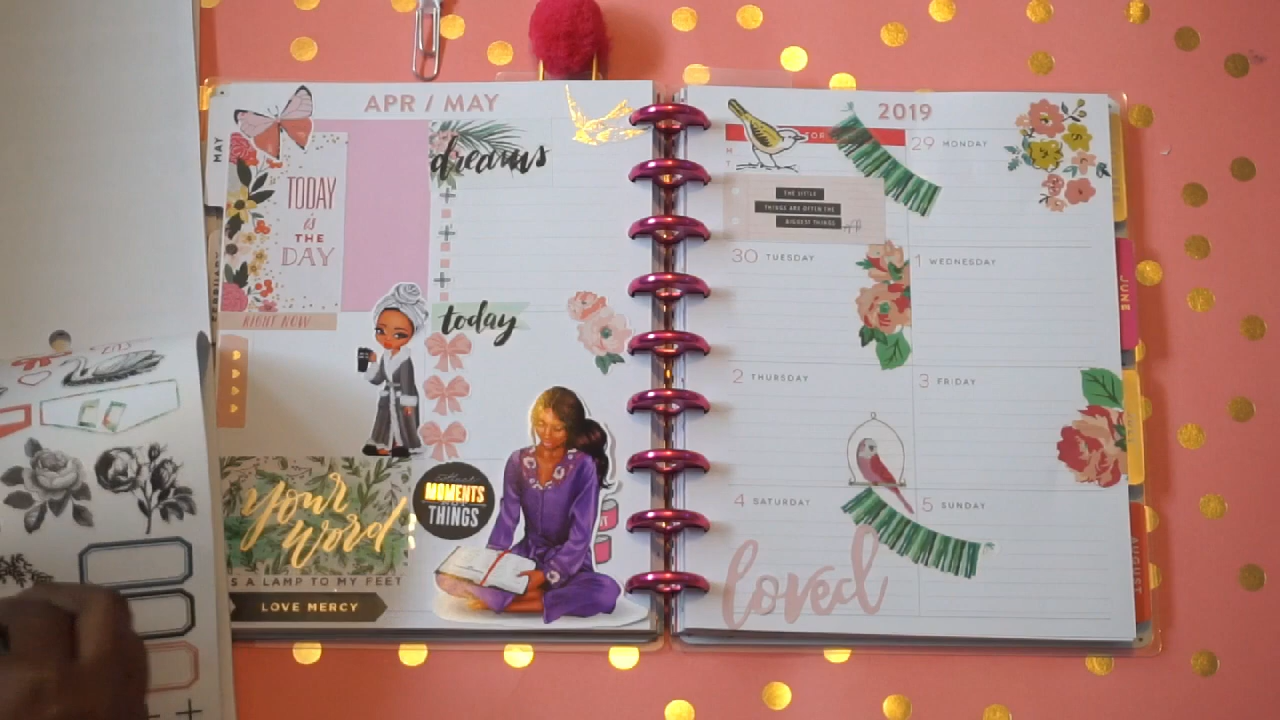 APR / MAY
MAY
TODAY
is
THE
DAY
dreams
RIGHT NOW
today
your
word
IS A LAMP TO MY FEET
LOVE MERCY
MOMENTS
THINGS
2019
29 MONDAY
THE LITTLE
THINGS ARE OFTEN THE
BIGGEST THINGS
30 TUESDAY
1 WEDNESDAY
2 THURSDAY
3 FRIDAY
4 SATURDAY
5 SUNDAY
loved
JUNE
AUGUST